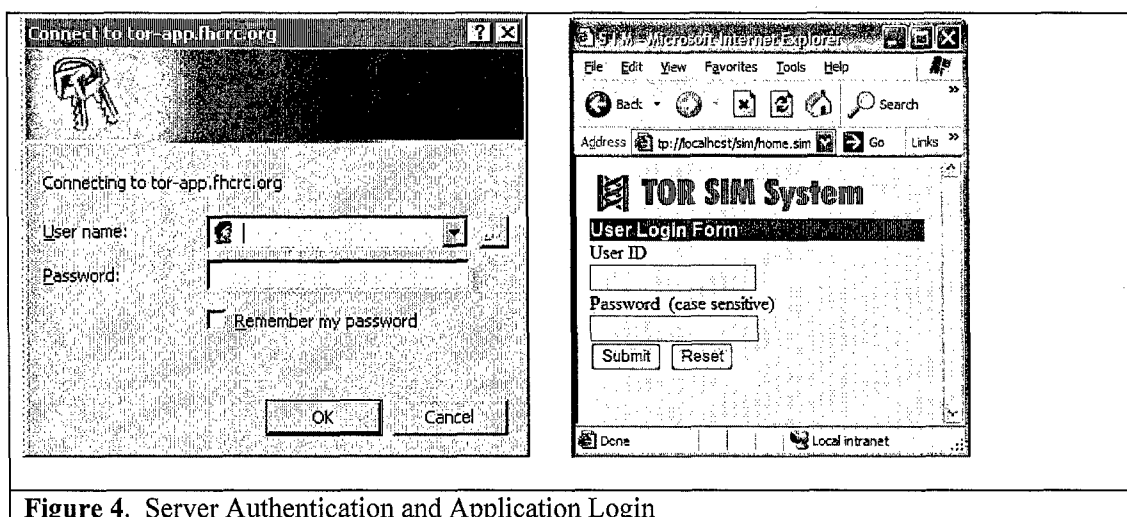 Connect to tor-app.fhcrc.org
Connecting to tor-app.fhcrc.org
User name:
Password:
Remember my password
OK
Cancel
Microsoft Internet Explorer
File Edit View Favorites Tools Help
Back
Search
»
Address tp://localhost/sim/home.sim
Go
Links »
TOR SIM System
User Login Form
User ID
Password (case sensitive)
Submit
Reset
Done
Local intranet
Figure 4. Server Authentication and Application Login